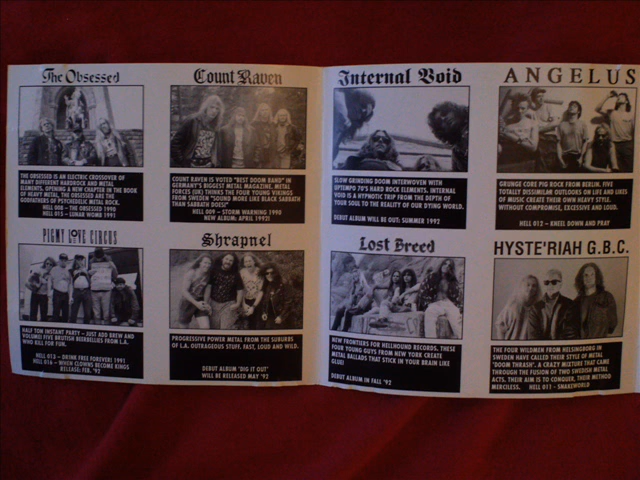 The Obsessed
THE OBSESSED IS AN ELECTRIC CROSSOVER OF
MANY DIFFERENT HARDROCK AND METAL
ELEMENTS. OPENING A NEW CHAPTER IN THE BOOK
OF HEAVY METAL, THE OBSESSED ARE THE
GODFATHERS OF PSYCHEDELIC METAL ROCK.
HELL 008 – THE OBSESSED 1990
HELL 015 – LUNAR WOMB 1991
Count Raven
COUNT RAVEN IS VOTED "BEST DOOM BAND" IN
GERMANY'S BIGGEST METAL MAGAZINE. METAL
FORCES (UK) THINKS THE FOUR YOUNG VIKINGS
FROM SWEDEN "SOUND MORE LIKE BLACK SABBATH
THAN SABBATH DOES!"
HELL 009 – STORM WARNING 1990
NEW ALBUM: APRIL 1992!
Internal Void
SLOW GRINDING DOOM INTERWOVEN WITH
UPTEMPO 70'S HARD ROCK ELEMENTS. INTERNAL
VOID IS A HYPNOTIC TRIP FROM THE DEPTH OF
YOUR SOUL TO THE REALITY OF OUR DYING WORLD.
DEBUT ALBUM WILL BE OUT: SUMMER 1992
ANGELUS
GRUNGE CORE PIG ROCK FROM BERLIN. FIVE
TOTALLY DISSIMILAR OUTLOOKS ON LIFE AND LIKES
OF MUSIC CREATE THEIR OWN HEAVY STYLE.
WITHOUT COMPROMISE, EXCESSIVE AND LOUD.
HELL 012 – KNEEL DOWN AND PRAY
PIGMY LOVE CIRCUS
HALF TON INSTANT PARTY – JUST ADD BREW AND
VOLUME! FIVE BRUTISH BEERBELLIES FROM L.A.
WHO KILL FOR FUN.
HELL 013 – DRINK FREE FOREVER! 1991
HELL 016 – WHEN CLOWNS BECOME KINGS
RELEASE: FEB. '92
Shrapnel
PROGRESSIVE POWER METAL FROM THE SUBURBS
OF L.A. OUTRAGEOUS STUFF. FAST, LOUD AND WILD.
DEBUT ALBUM "BIG IT OUT"
WILL BE RELEASED MAY '92
Lost Breed
NEW FRONTIERS FOR HELLHOUND RECORDS. THESE
FOUR YOUNG GUYS FROM NEW YORK CREATE
METAL BALLADS THAT STICK IN YOUR BRAIN LIKE
GLUE!
DEBUT ALBUM IN FALL '92
HYSTE'RIAH G.B.C.
THE FOUR WILDMEN FROM HELSINGBORG IN
SWEDEN HAVE CALLED THEIR STYLE OF METAL
"DOOM THRASH". A CRAZY MIXTURE THAT CAME
THROUGH THE FUSION OF TWO SWEDISH METAL
ACTS. THEIR AIM IS TO CONQUER, THEIR METHOD
MERCILESS. HELL 011 – SNAKEWORLD